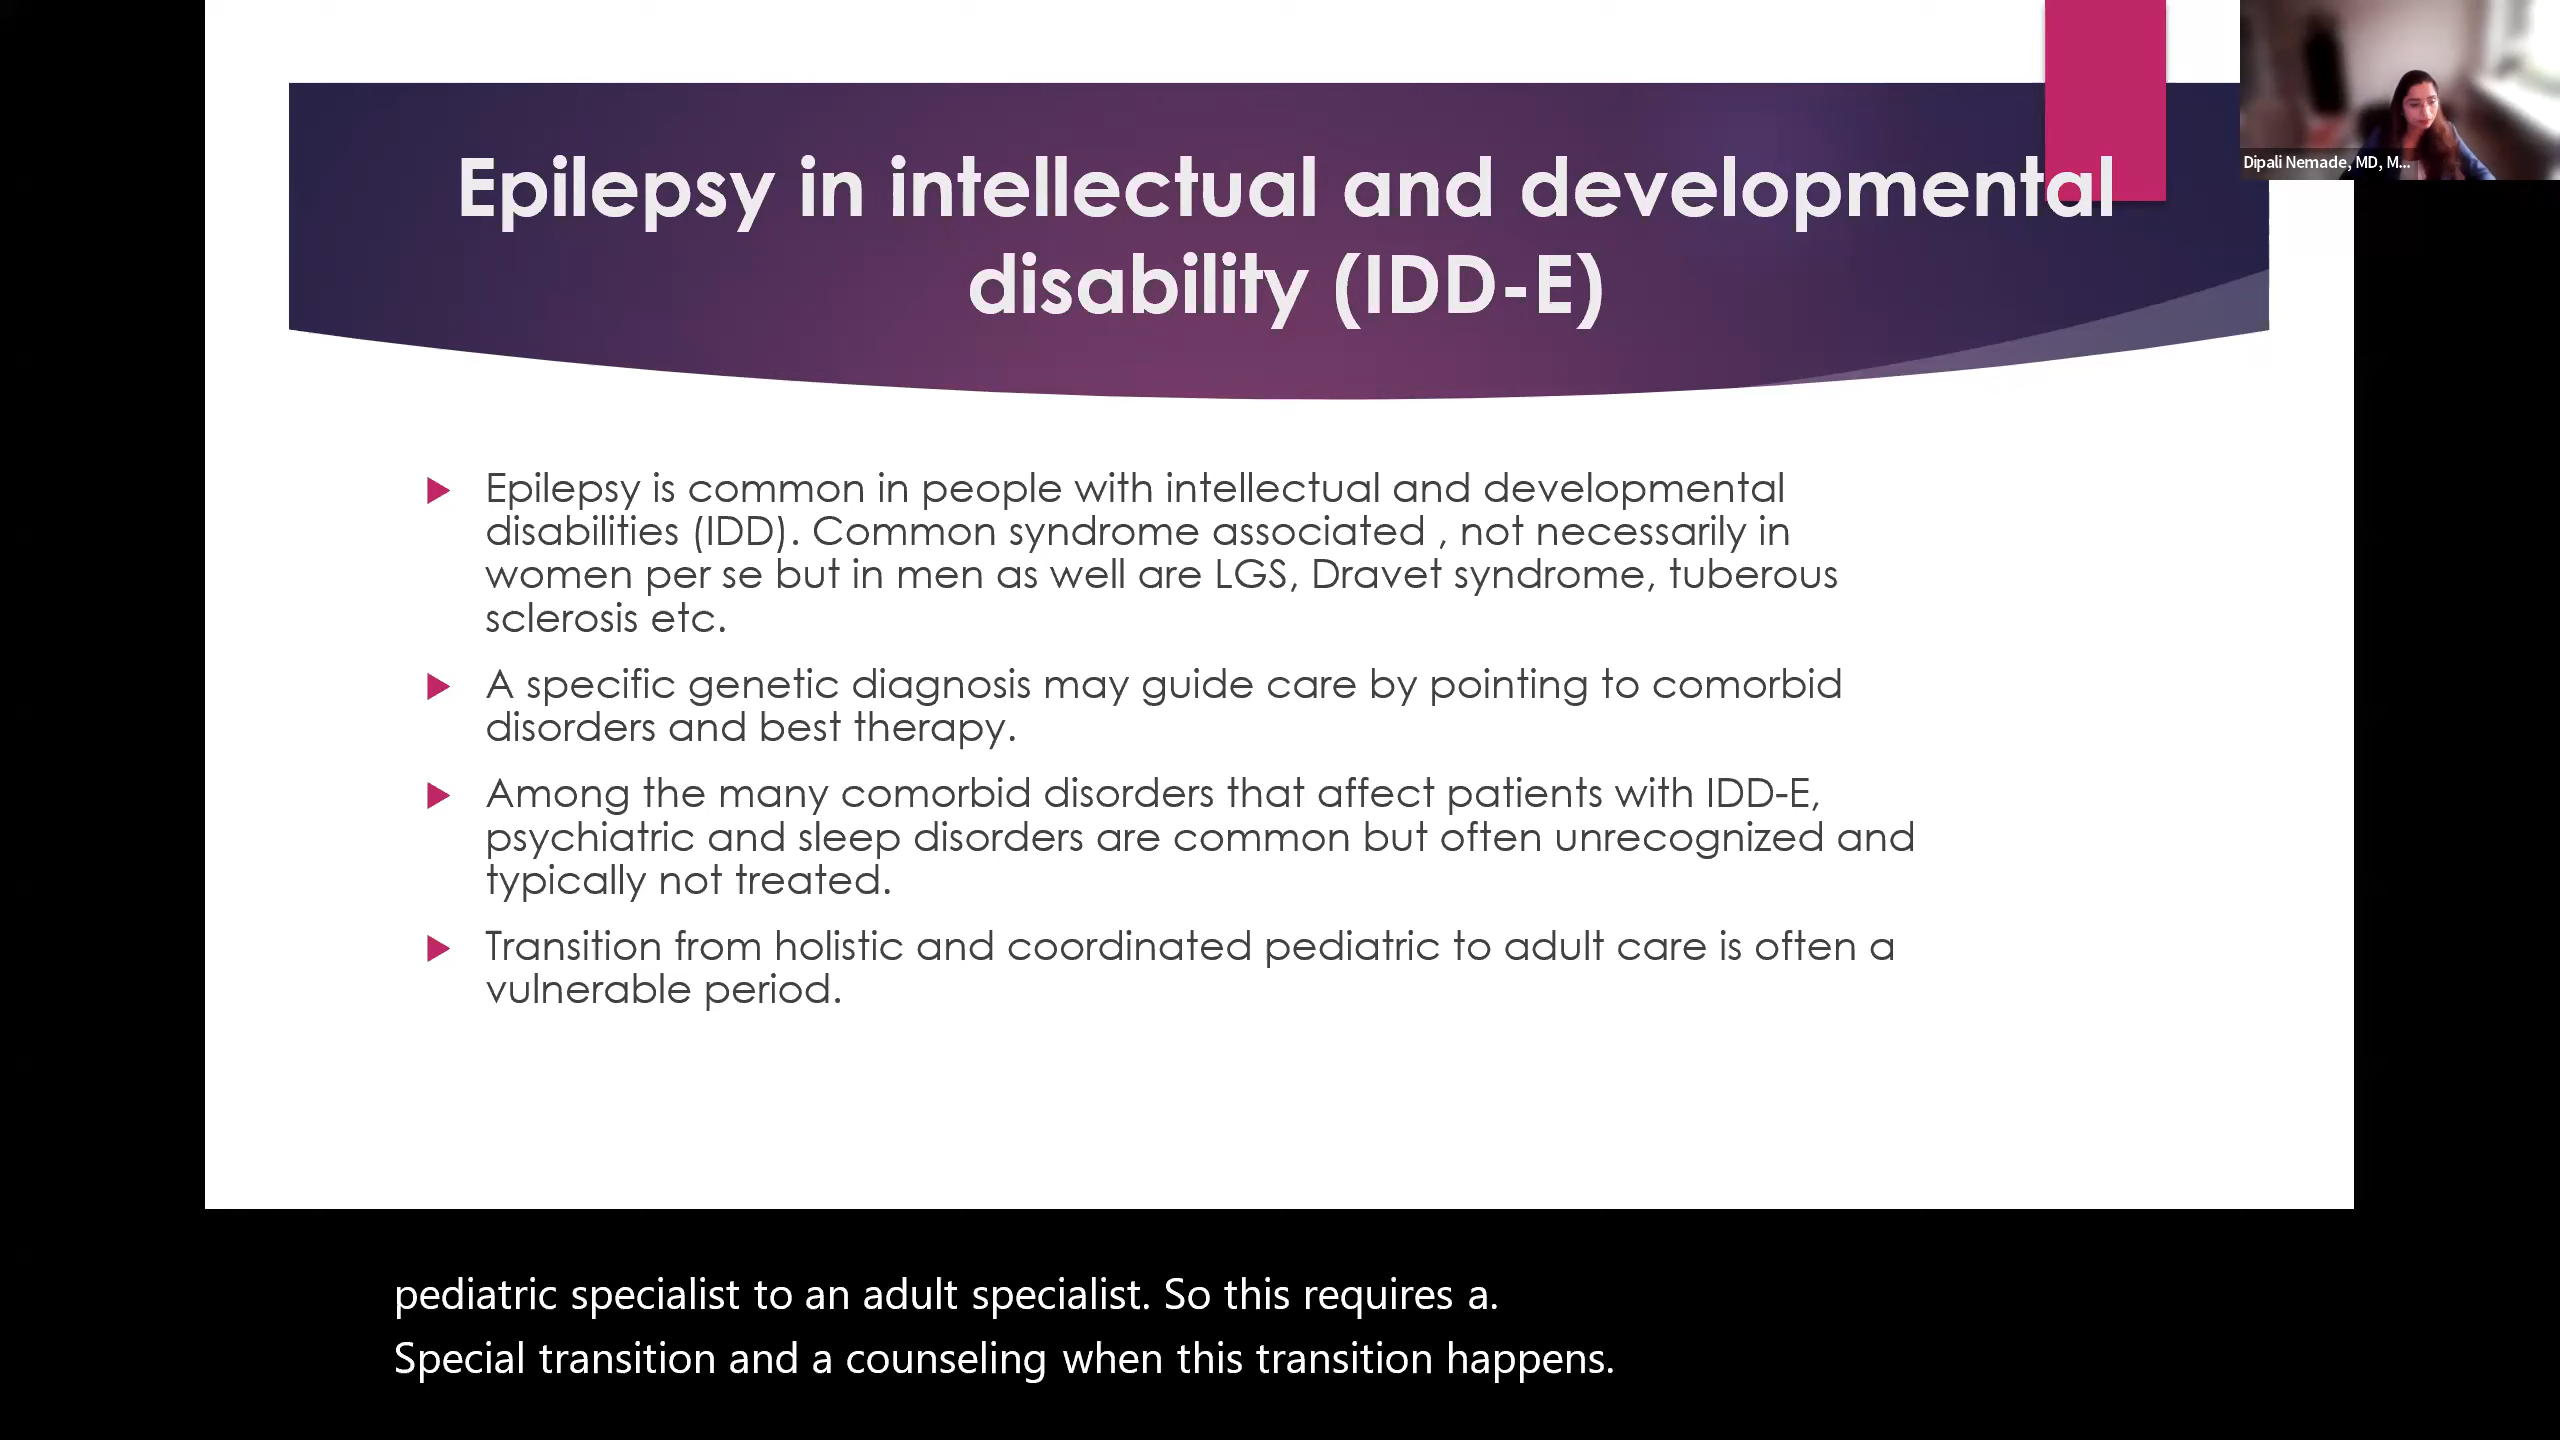 Epilepsy in intellectual and developmental
disability (IDD-E)
Dipali Nemade, MD, M...
Epilepsy is common in people with intellectual and developmental
disabilities (IDD). Common syndrome associated , not necessarily in
women per se but in men as well are LGS, Dravet syndrome, tuberous
sclerosis etc.
A specific genetic diagnosis may guide care by pointing to comorbid
disorders and best therapy.
Among the many comorbid disorders that affect patients with IDD-E,
psychiatric and sleep disorders are common but often unrecognized and
typically not treated.
Transition from holistic and coordinated pediatric to adult care is often a
vulnerable period.
pediatric specialist to an adult specialist. So this requires a.
Special transition and a counseling when this transition happens.